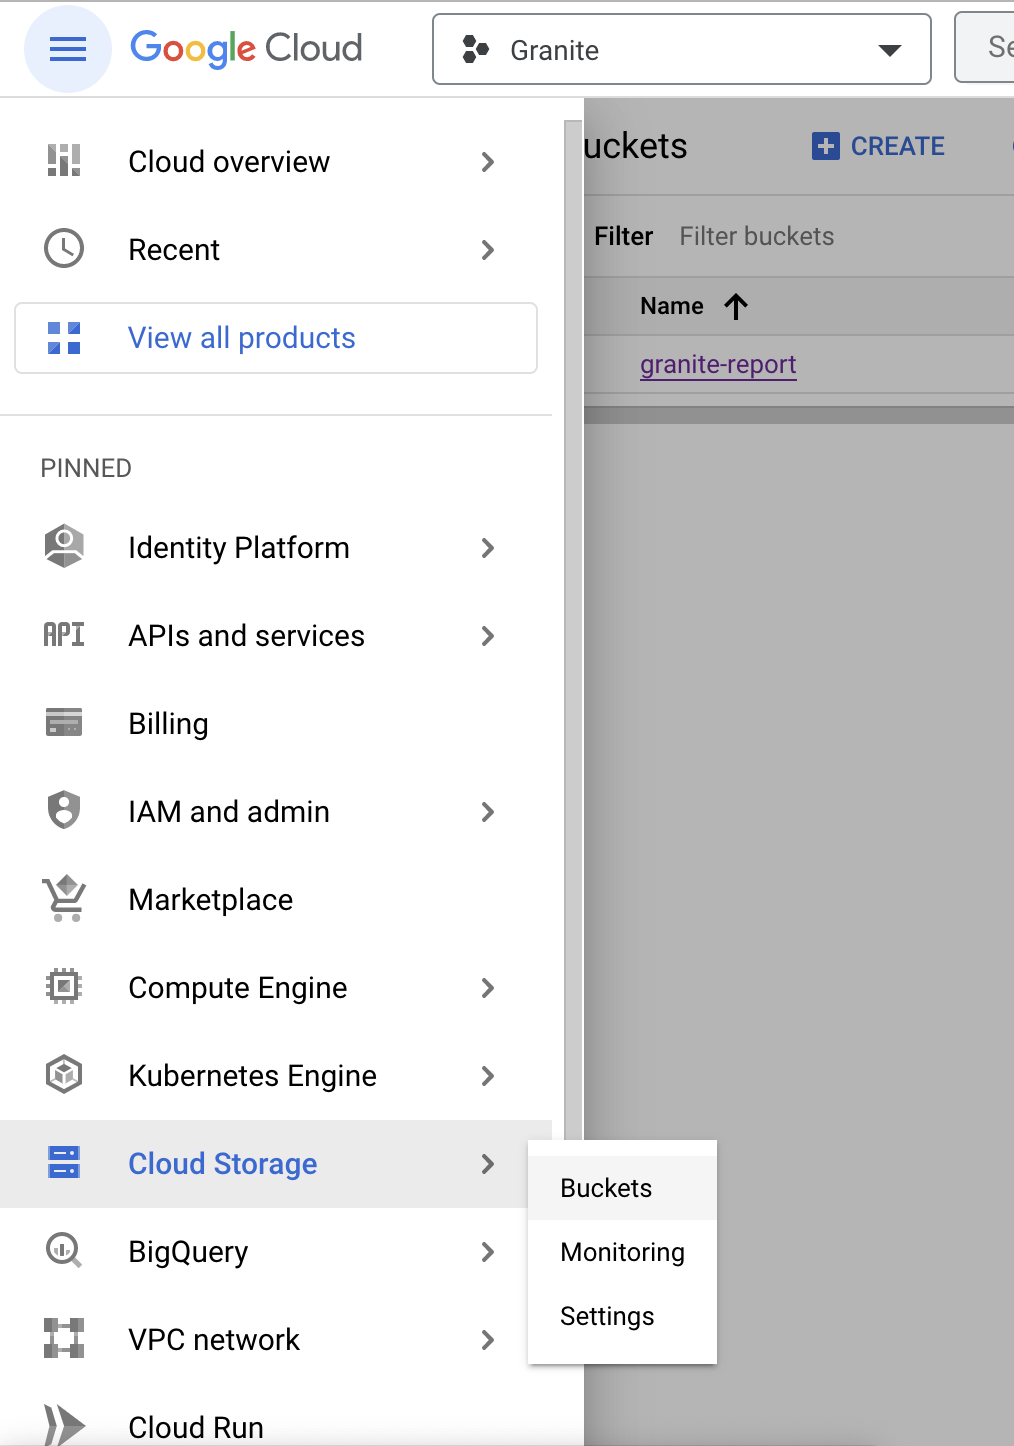 Google Cloud
Granite
Se
Cloud overview
Recent
View all products
PINNED
Identity Platform
API
APIs and services
Billing
IAM and admin
Marketplace
Compute Engine
Kubernetes Engine
Cloud Storage
BigQuery
VPC network
Cloud Run
Buckets
Monitoring
Settings
uckets
CREATE
Filter Filter buckets
Name
granite-report